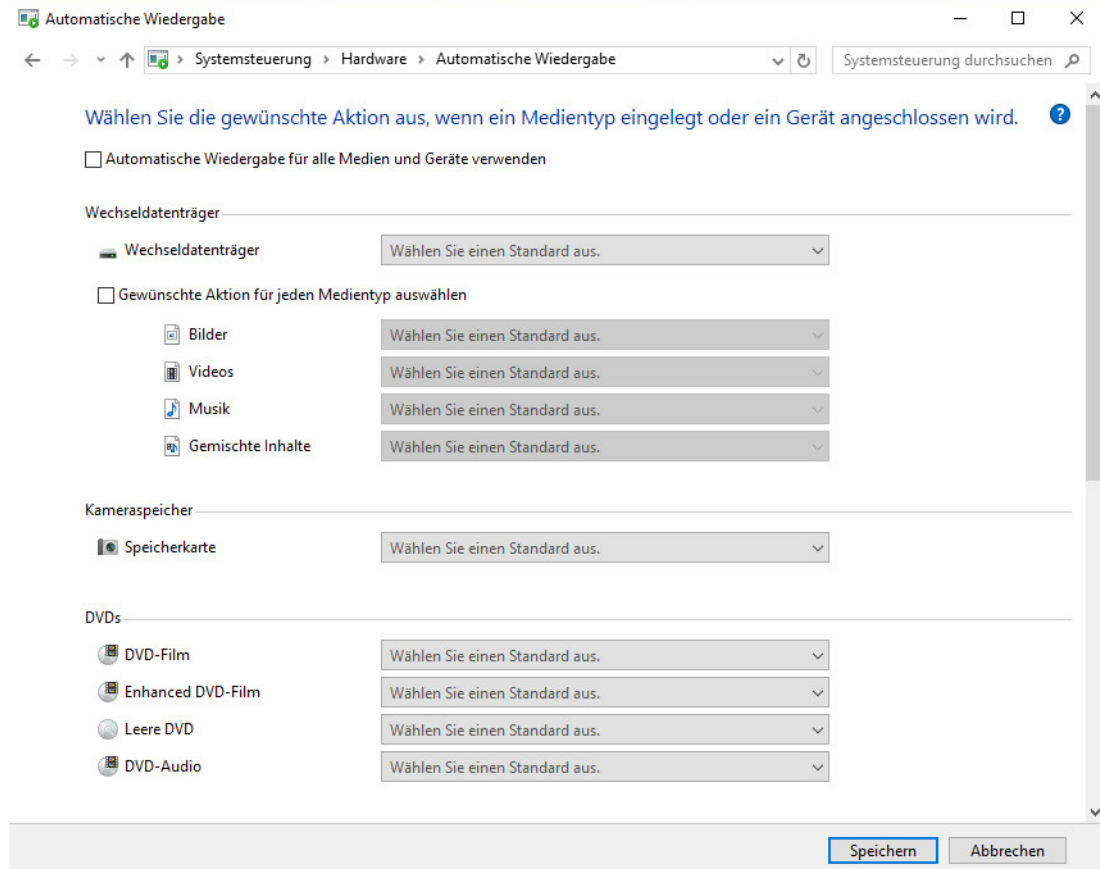 Automatische Wiedergabe
Systemsteuerung › Hardware › Automatische Wiedergabe
Systemsteuerung durchsuchen
Wählen Sie die gewünschte Aktion aus, wenn ein Medientyp eingelegt oder ein Gerät angeschlossen wird.
Automatische Wiedergabe für alle Medien und Geräte verwenden
Wechseldatenträger
Wechseldatenträger Wählen Sie einen Standard aus.
Gewünschte Aktion für jeden Medientyp auswählen
Bilder Wählen Sie einen Standard aus.
Videos Wählen Sie einen Standard aus.
Musik Wählen Sie einen Standard aus.
Gemischte Inhalte Wählen Sie einen Standard aus.
Kameraspeicher
Speicherkarte Wählen Sie einen Standard aus.
DVDs
DVD-Film Wählen Sie einen Standard aus.
Enhanced DVD-Film Wählen Sie einen Standard aus.
Leere DVD Wählen Sie einen Standard aus.
DVD-Audio Wählen Sie einen Standard aus.
Speichern Abbrechen